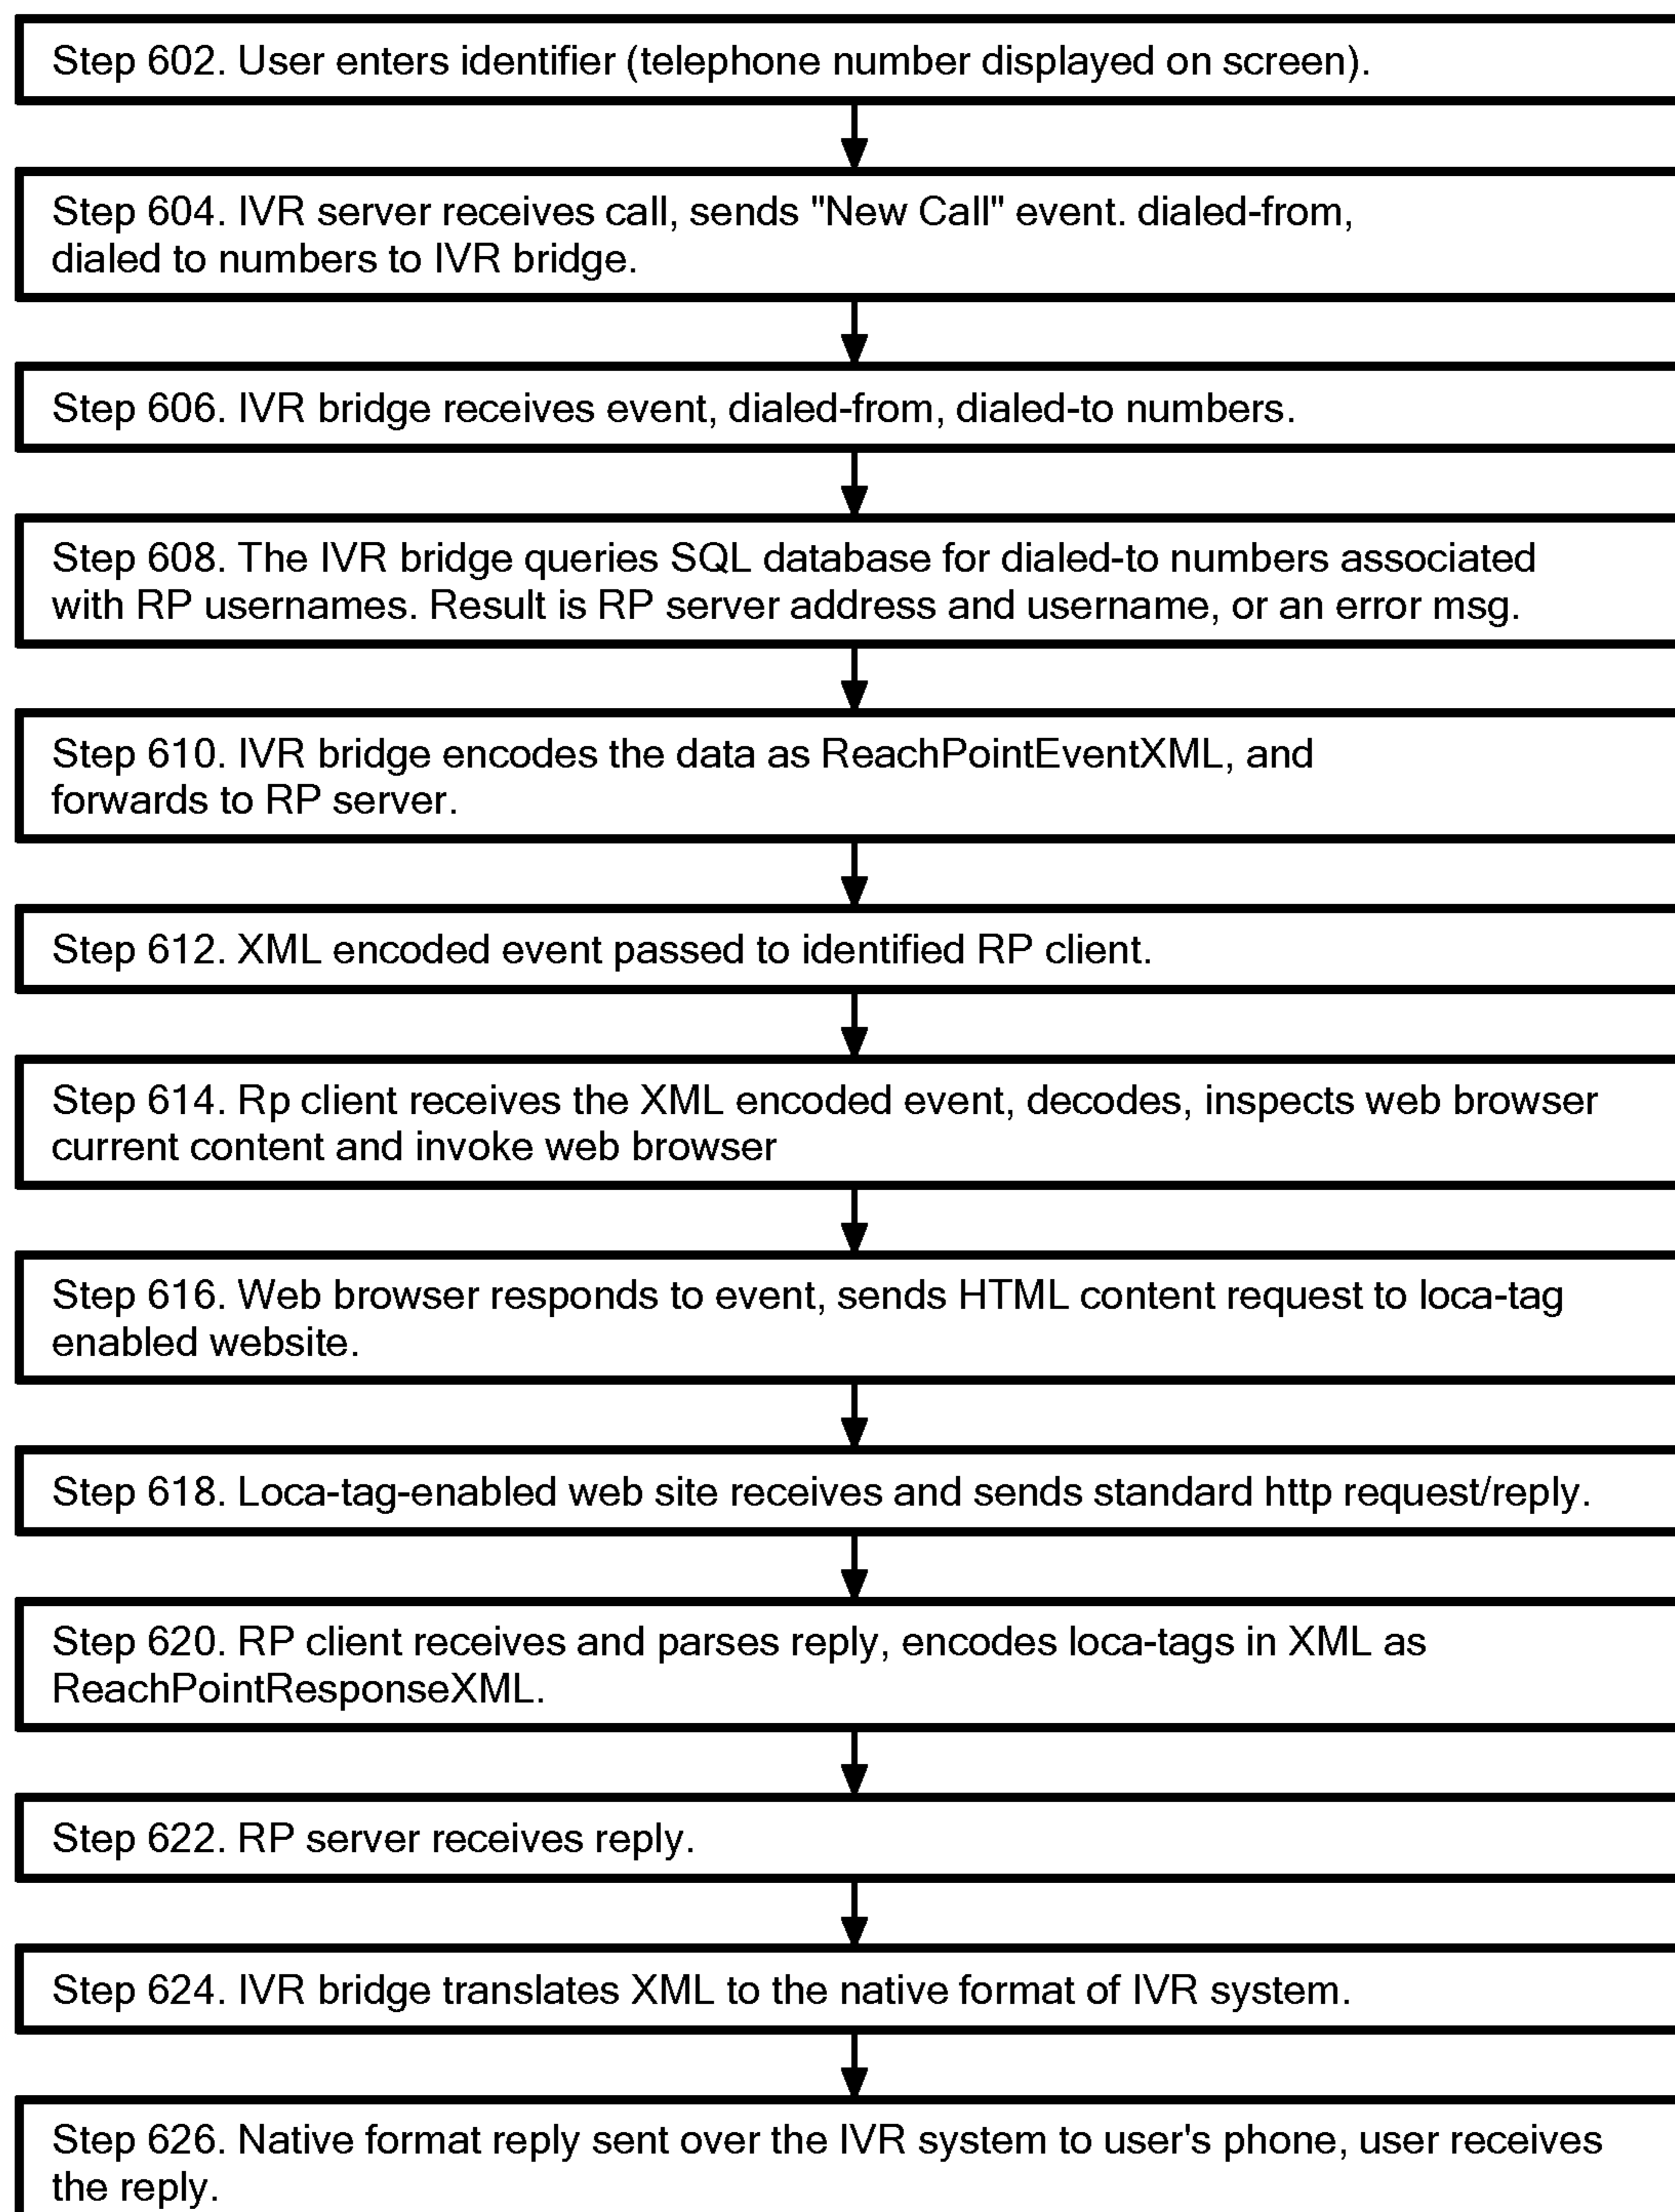 Step 602. User enters identifier (telephone number displayed on screen).
Step 604. IVR server receives call, sends "New Call" event. dialed-from,
dialed to numbers to IVR bridge.
Step 606. IVR bridge receives event, dialed-from, dialed-to numbers.
Step 608. The IVR bridge queries SQL database for dialed-to numbers associated
with RP usernames. Result is RP server address and username, or an error msg.
Step 610. IVR bridge encodes the data as ReachPointEventXML, and
forwards to RP server.
Step 612. XML encoded event passed to identified RP client.
Step 614. Rp client receives the XML encoded event, decodes, inspects web browser
current content and invoke web browser
Step 616. Web browser responds to event, sends HTML content request to loca-tag
enabled website.
Step 618. Loca-tag-enabled web site receives and sends standard http request/reply.
Step 620. RP client receives and parses reply, encodes loca-tags in XML as
ReachPointResponseXML.
Step 622. RP server receives reply.
Step 624. IVR bridge translates XML to the native format of IVR system.
Step 626. Native format reply sent over the IVR system to user's phone, user receives
the reply.